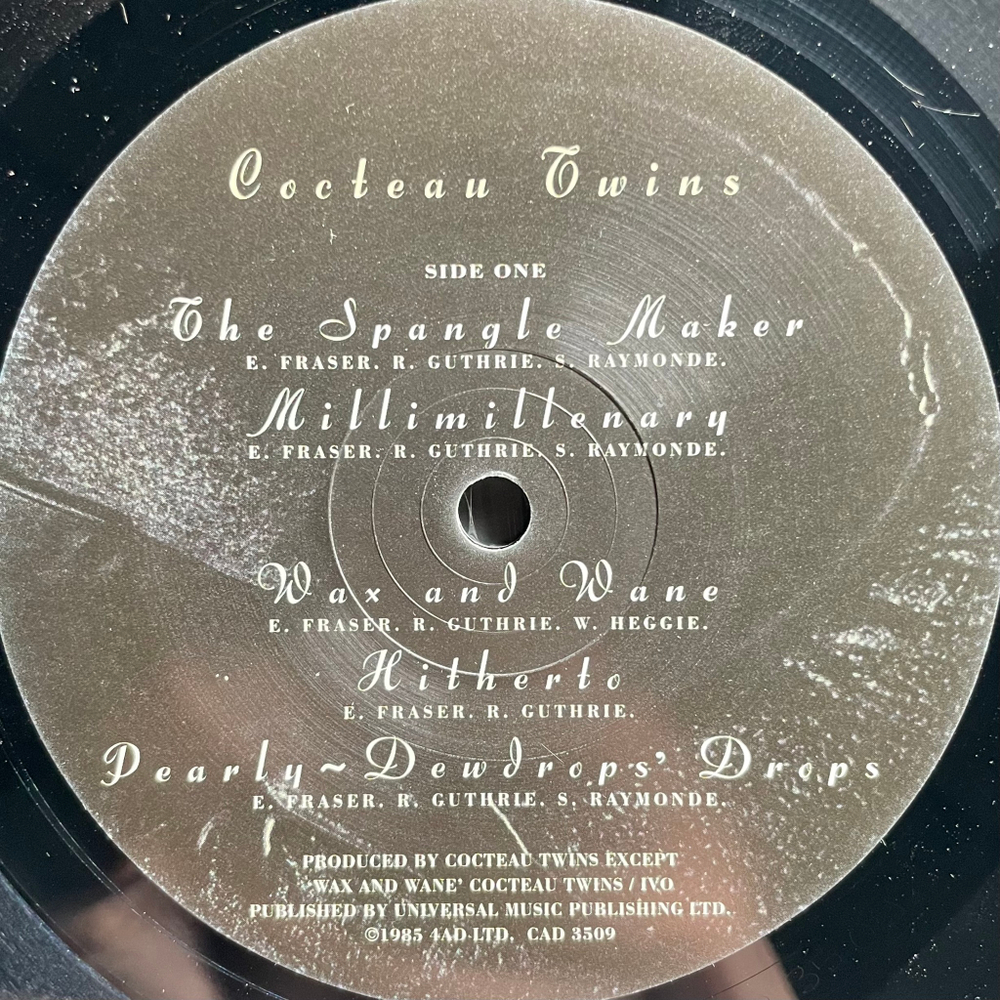 Cocteau Twins
SIDE ONE
The Spangle Maker
E. FRASER. R. GUTHRIE. S. RAYMONDE.
Millimillenary
E. FRASER. R. GUTHRIE. S. RAYMONDE.
Wax and Wane
E. FRASER. R. GUTHRIE. W. HEGGIE.
Hitherto
E. FRASER. R. GUTHRIE.
Pearly~Dewdrops' Drops
E. FRASER. R. GUTHRIE. S. RAYMONDE.
PRODUCED BY COCTEAU TWINS EXCEPT
'WAX AND WANE' COCTEAU TWINS / IVO
PUBLISHED BY UNIVERSAL MUSIC PUBLISHING LTD.
©1985 4AD LTD. CAD 3509